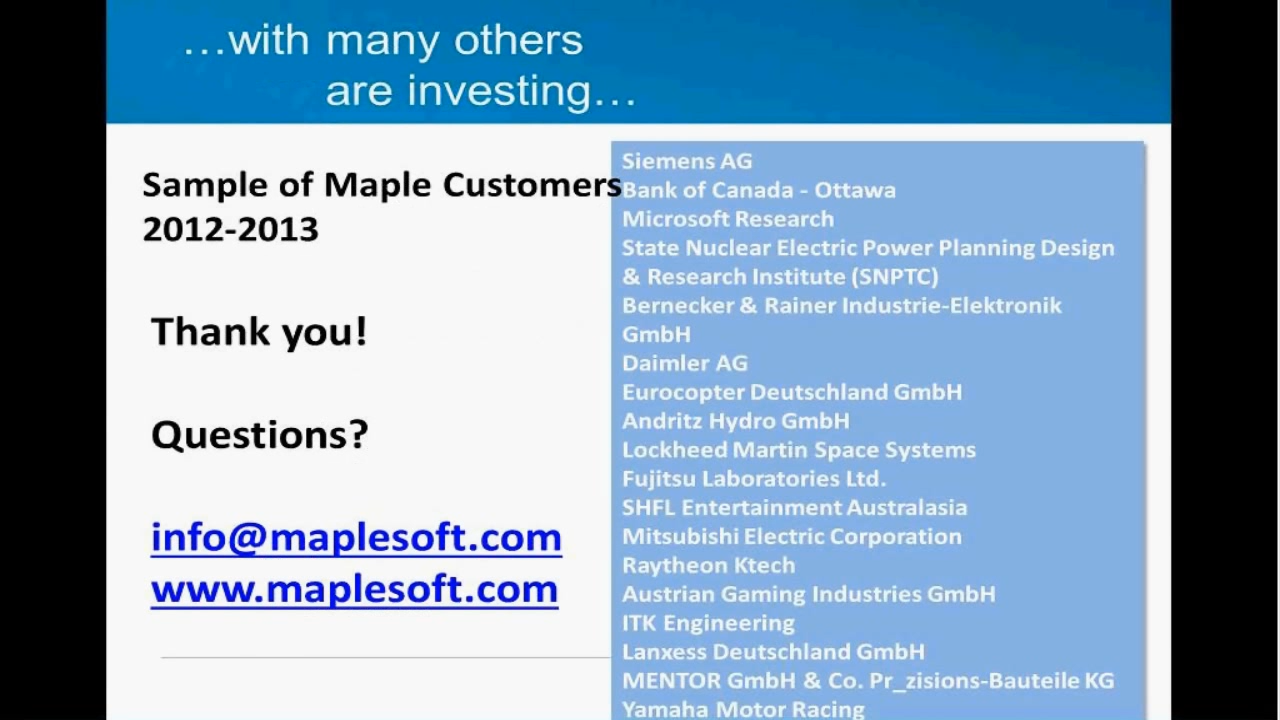 …with many others
are investing…
Sample of Maple Customers
2012-2013
Thank you!
Questions?
info@maplesoft.com
www.maplesoft.com
Siemens AG
Bank of Canada - Ottawa
Microsoft Research
State Nuclear Electric Power Planning Design
& Research Institute (SNPTC)
Bernecker & Rainer Industrie-Elektronik
GmbH
Daimler AG
Eurocopter Deutschland GmbH
Andritz Hydro GmbH
Lockheed Martin Space Systems
Fujitsu Laboratories Ltd.
SHFL Entertainment Australasia
Mitsubishi Electric Corporation
Raytheon Ktech
Austrian Gaming Industries GmbH
ITK Engineering
Lanxess Deutschland GmbH
MENTOR GmbH & Co. Pr_zisions-Bauteile KG
Yamaha Motor Racing